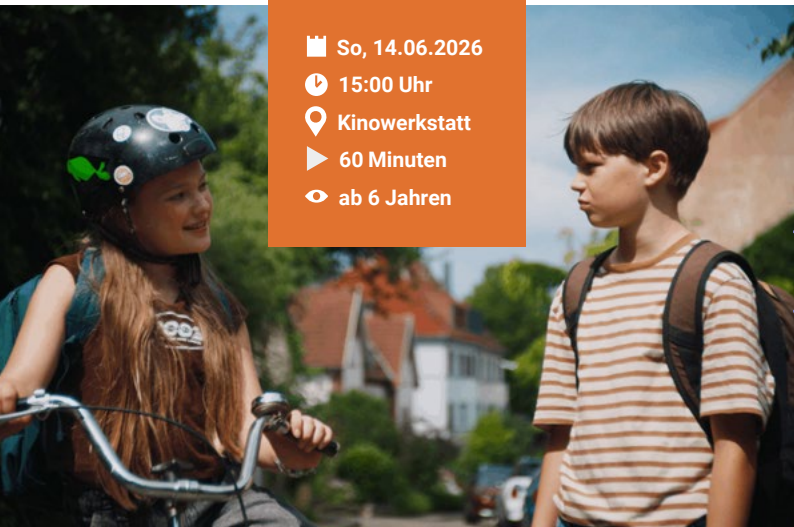 So, 14.06.2026
15:00 Uhr
Kinowerkstatt
60 Minuten
ab 6 Jahren